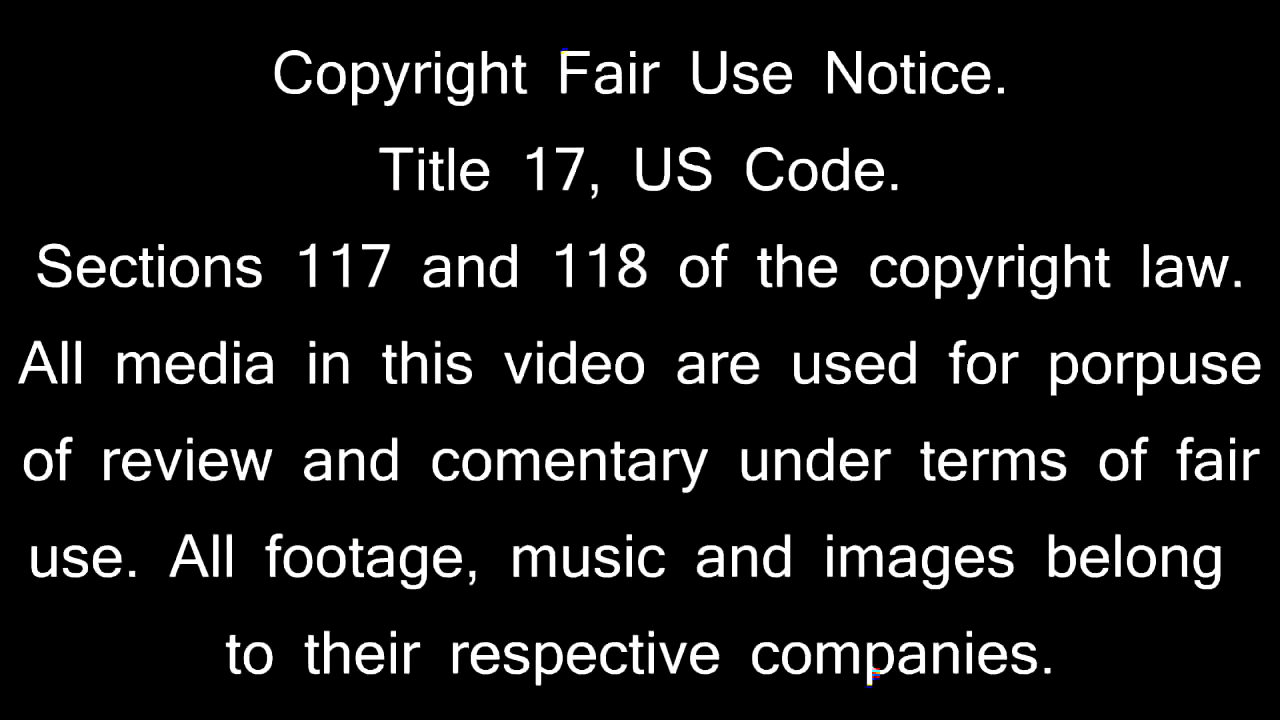 Copyright Fair Use Notice.
Title 17, US Code.
Sections 117 and 118 of the copyright law.
All media in this video are used for porpuse
of review and comentary under terms of fair
use. All footage, music and images belong
to their respective companies.